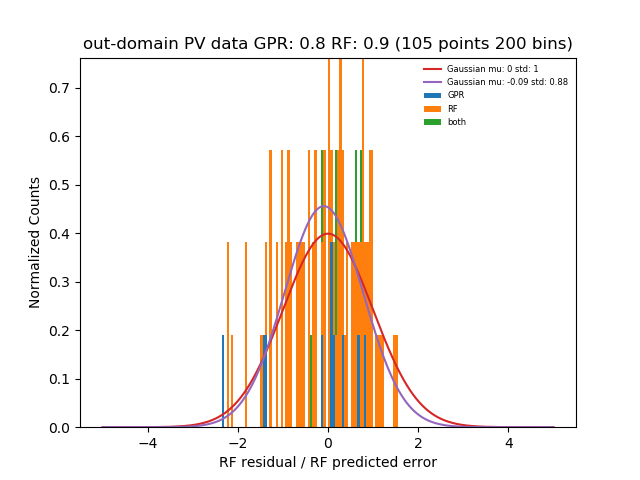 out-domain PV data GPR: 0.8 RF: 0.9 (105 points 200 bins)
Gaussian mu: 0 std: 1
Gaussian mu: -0.09 std: 0.88
GPR
RF
both
Normalized Counts
0.7
0.6
0.5
0.4
0.3
0.2
0.1
0.0
−4 −2 0 2 4
RF residual / RF predicted error